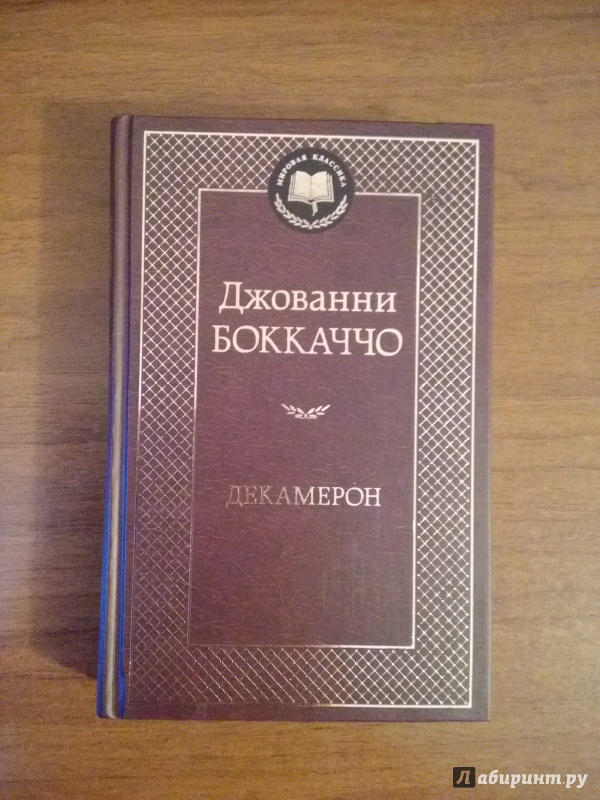 МИРОВАЯ КЛАССИКА
Джованни
БОККАЧЧО
ДЕКАМЕРОН
Лабиринт.ру